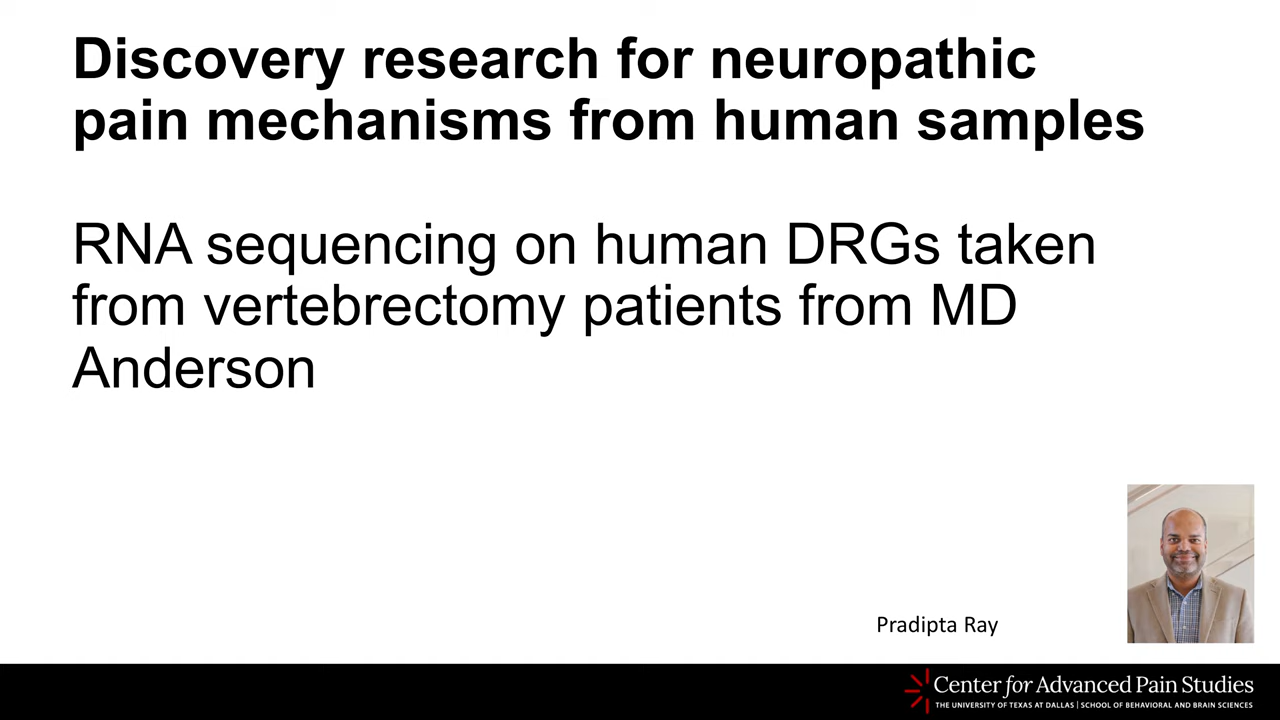 Discovery research for neuropathic
pain mechanisms from human samples
RNA sequencing on human DRGs taken
from vertebrectomy patients from MD
Anderson
Pradipta Ray
Center for Advanced Pain Studies
THE UNIVERSITY OF TEXAS AT DALLAS | SCHOOL OF BEHAVIORAL AND BRAIN SCIENCES